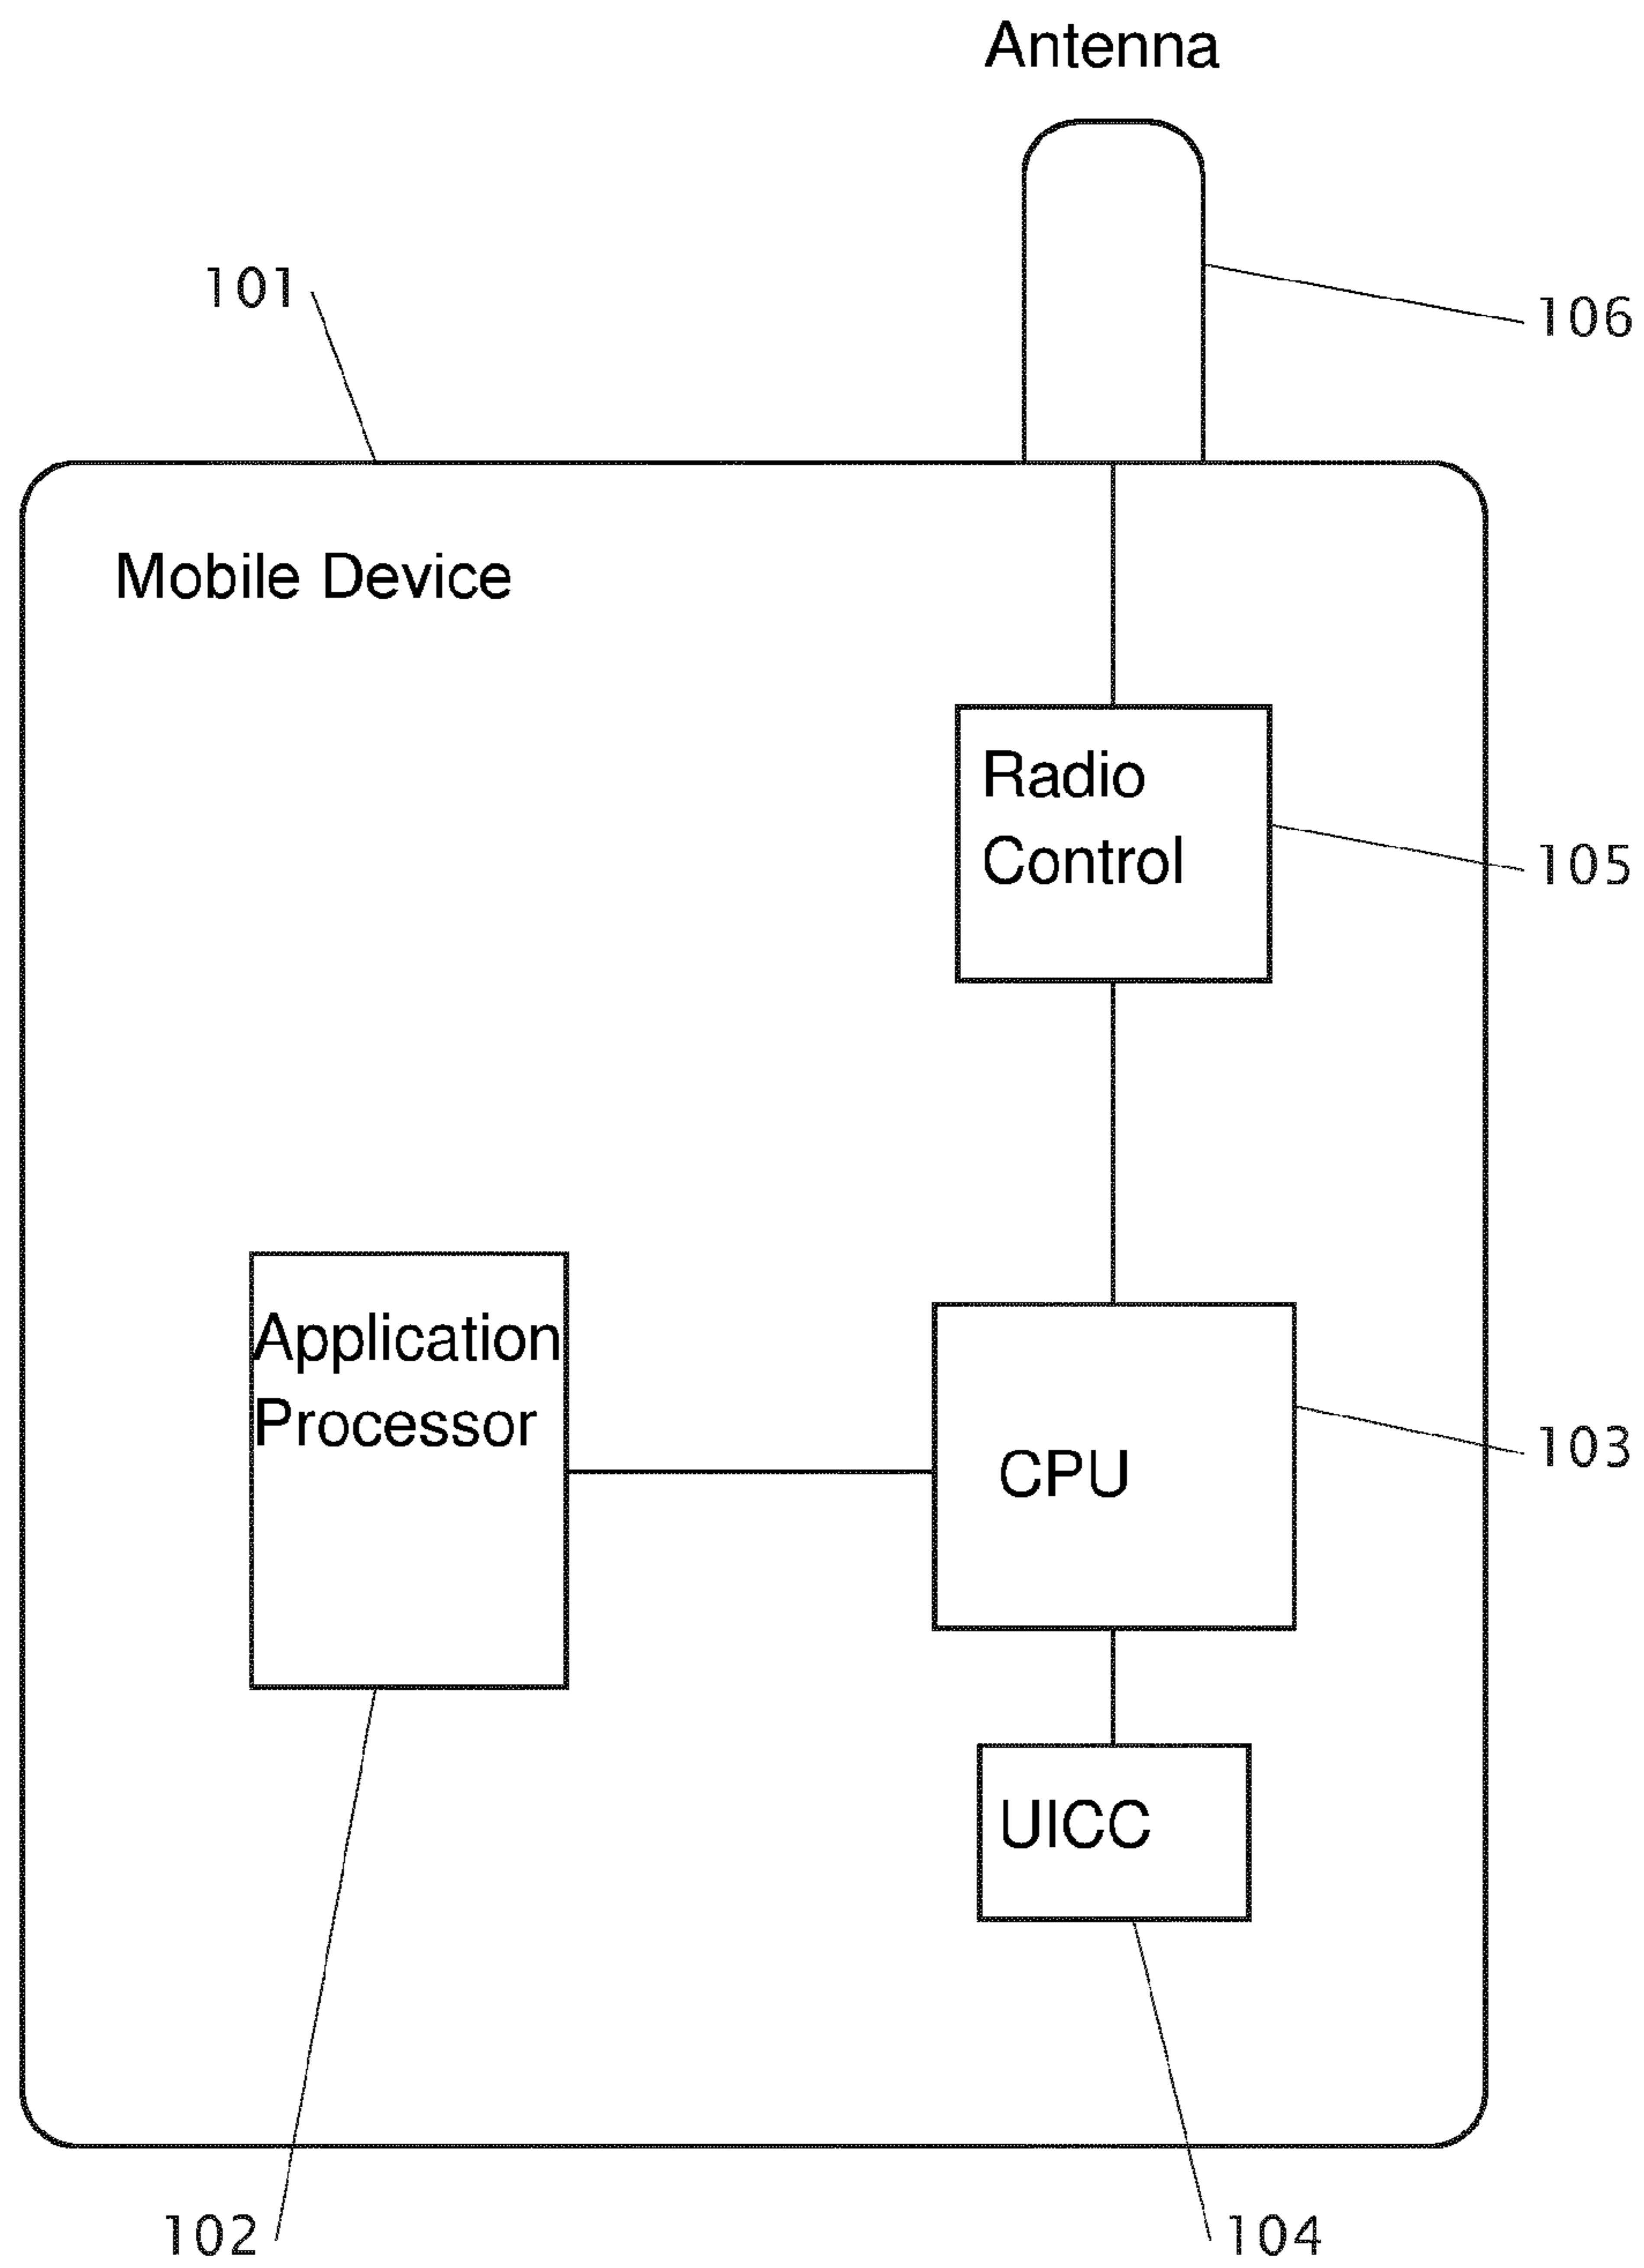 Antenna
101
106
Mobile Device
Radio
Control
105
Application
Processor
CPU
103
UICC
102
104